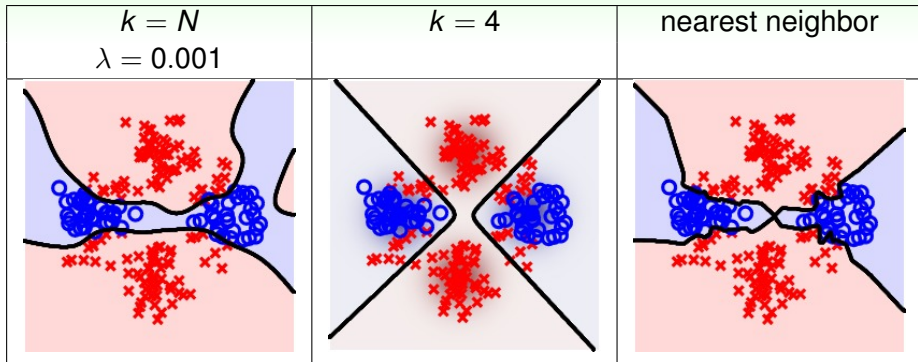 k = N
k = 4
nearest neighbor
λ = 0.001